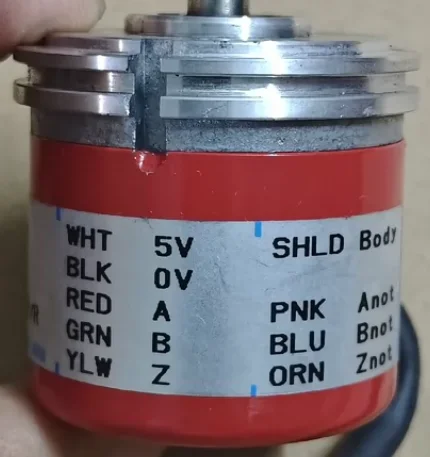 WHT 5V SHLD Body
BLK 0V
RED A PNK Anot
GRN B BLU Bnot
YLW Z ORN Znot